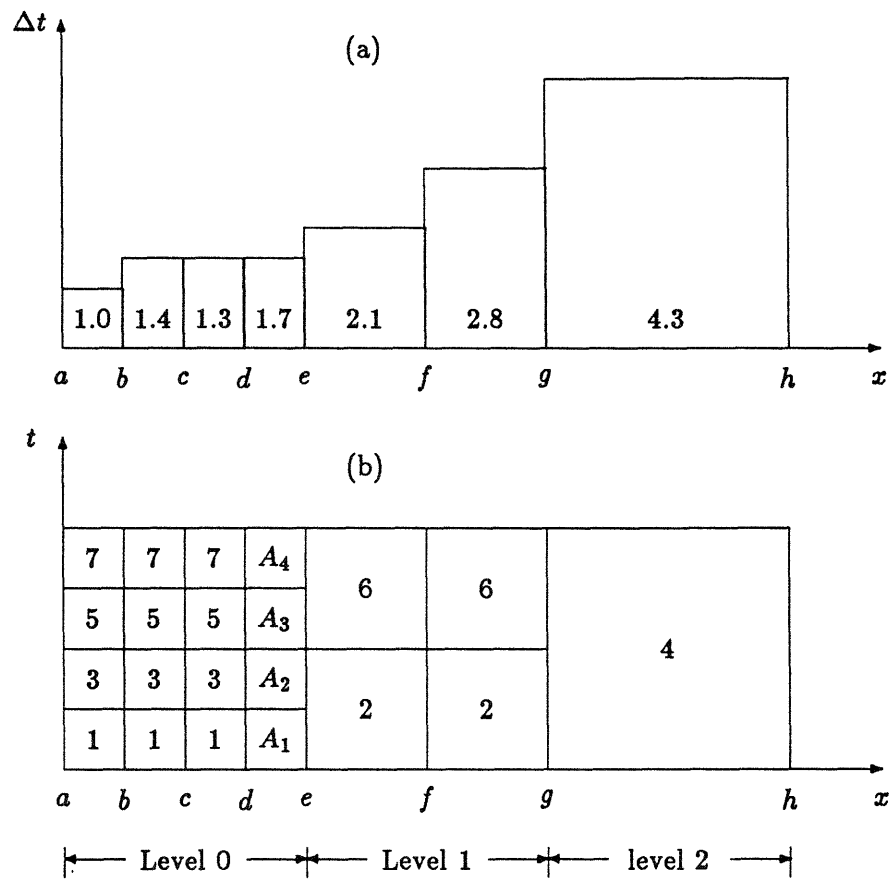 Δt
(a)
1.0 1.4 1.3 1.7 2.1 2.8 4.3
a b c d e f g h x
t
(b)
7 7 7 A₄ 6 6
5 5 5 A₃
4
3 3 3 A₂
2 2
1 1 1 A₁
a b c d e f g h x
Level 0 Level 1 level 2